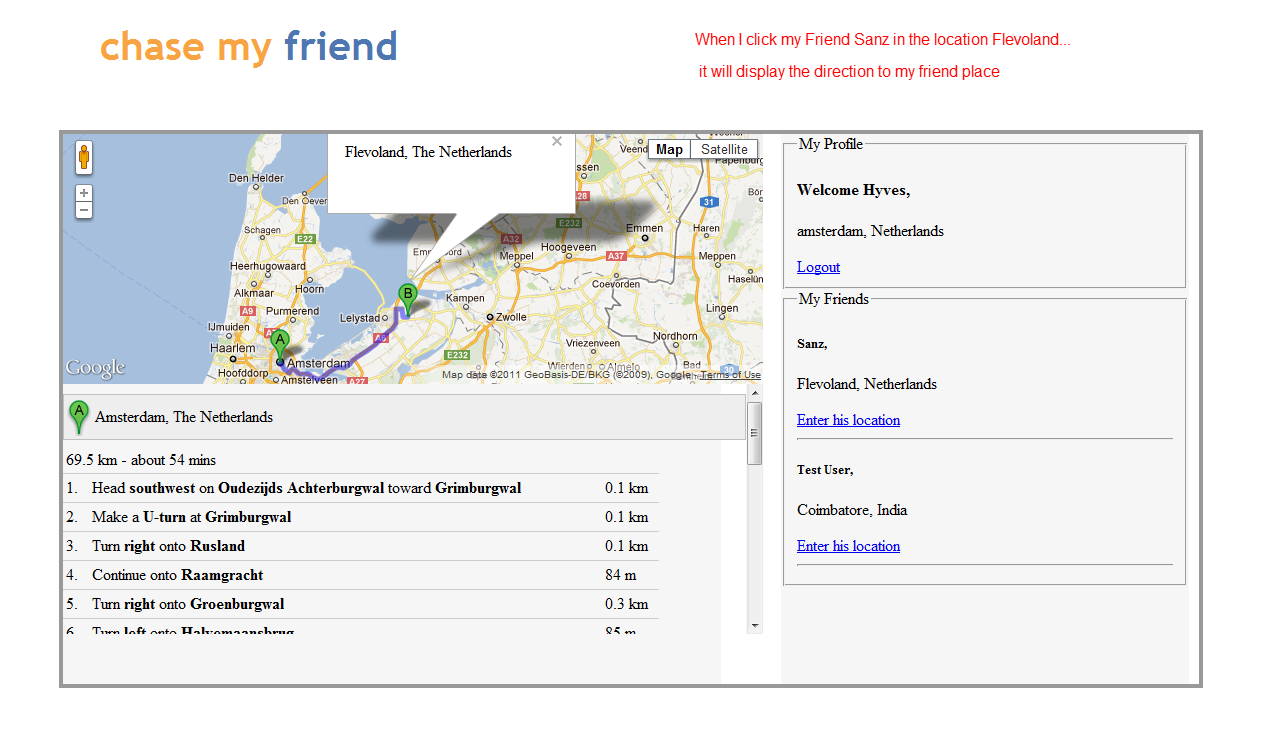 chase my friend
When I click my Friend Sanz in the location Flevoland...
it will display the direction to my friend place
Flevoland, The Netherlands
Map
Satellite
Den Helder
Den Oever
Schagen
E22
Heerhugowaard
Alkmaar
Hoorn
A9
Purmerend
IJmuiden
Haarlem
Hoofddorp
Amsterdam
Amstelveen
A27
Lelystad
A6
A
B
Kampen
Zwolle
E232
A32
E232
A28
Meppel
Hoogeveen
A37
Emmen
Haren
31
Meppen
Coevorden
Lingen
Nordhorn
Vriezenveen
Wierden
Almelo
Bad
30
Google
Map data ©2011 GeoBasis-DE/BKG (©2009), Google - Terms of Use
A
Amsterdam, The Netherlands
69.5 km - about 54 mins
1. Head southwest on Oudezijds Achterburgwal toward Grimburgwal 0.1 km
2. Make a U-turn at Grimburgwal 0.1 km
3. Turn right onto Rusland 0.1 km
4. Continue onto Raamgracht 84 m
5. Turn right onto Groenburgwal 0.3 km
6. Turn left onto Halvemaansbrug 85 m
My Profile
Welcome Hyves,
amsterdam, Netherlands
Logout
My Friends
Sanz,
Flevoland, Netherlands
Enter his location
Test User,
Coimbatore, India
Enter his location